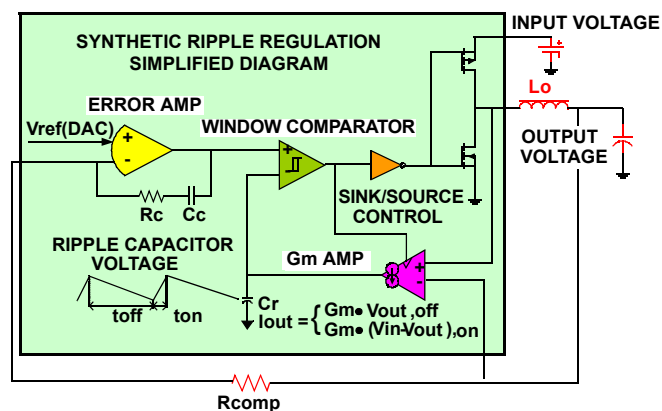 SYNTHETIC RIPPLE REGULATION
SIMPLIFIED DIAGRAM
INPUT VOLTAGE
ERROR AMP
Vref(DAC)
+
-
WINDOW COMPARATOR
+
-
Lo
OUTPUT
VOLTAGE
Rc
Cc
SINK/SOURCE
CONTROL
RIPPLE CAPACITOR
VOLTAGE
Gm AMP
+
-
toff
ton
Cr
Iout = { Gm• Vout ,off
Gm• (Vin-Vout) ,on
Rcomp